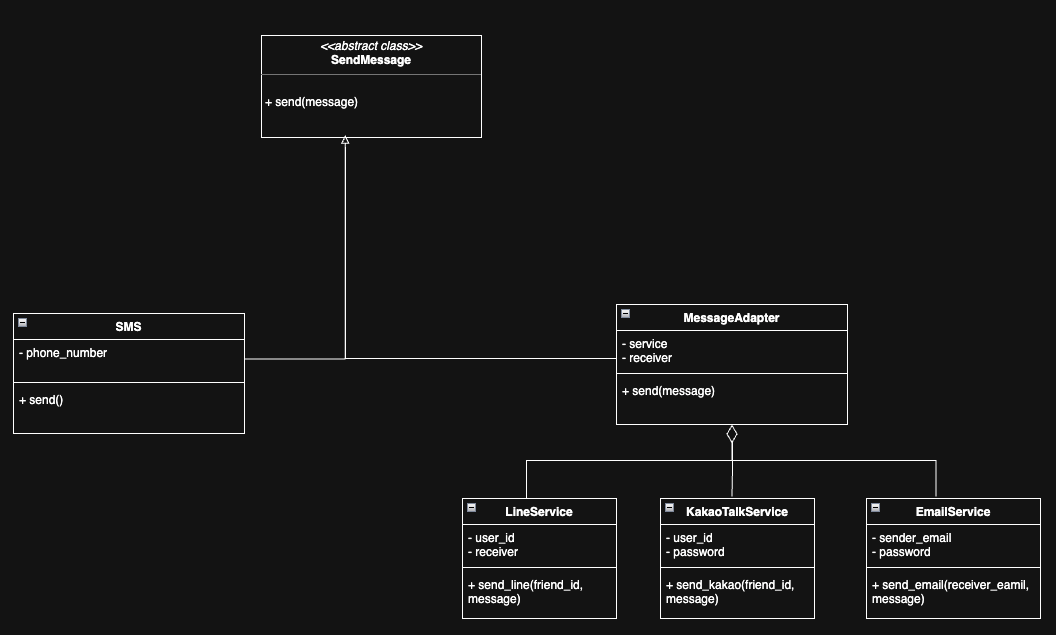 <<abstract class>>
SendMessage
+ send(message)
SMS
- phone_number
+ send()
MessageAdapter
- service
- receiver
+ send(message)
LineService
- user_id
- receiver
+ send_line(friend_id,
message)
KakaoTalkService
- user_id
- password
+ send_kakao(friend_id,
message)
EmailService
- sender_email
- password
+ send_email(receiver_eamil,
message)